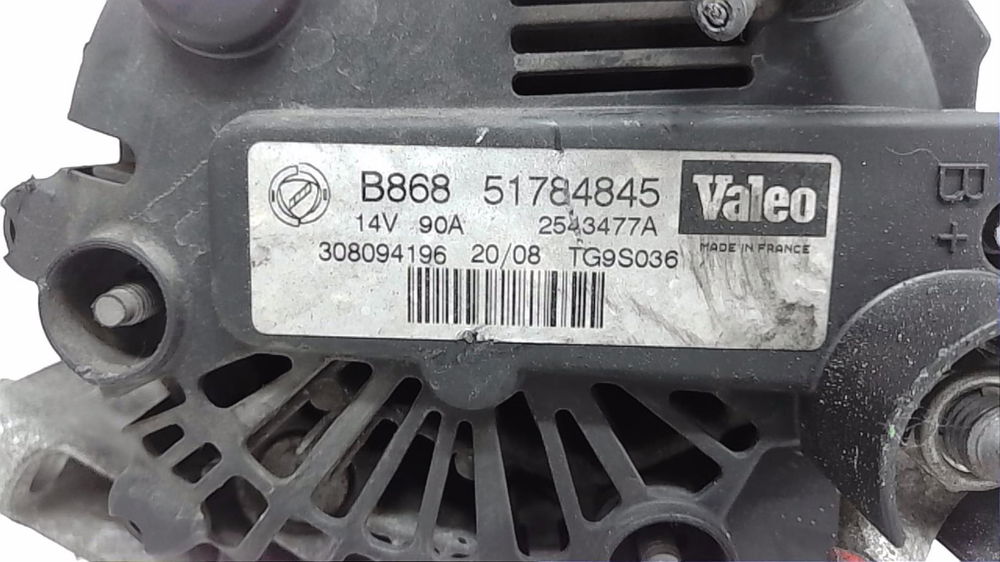 B868 51784845 Valeo
14V 90A 2543477A
MADE IN FRANCE
308094196 20/08 TG9S036
B+